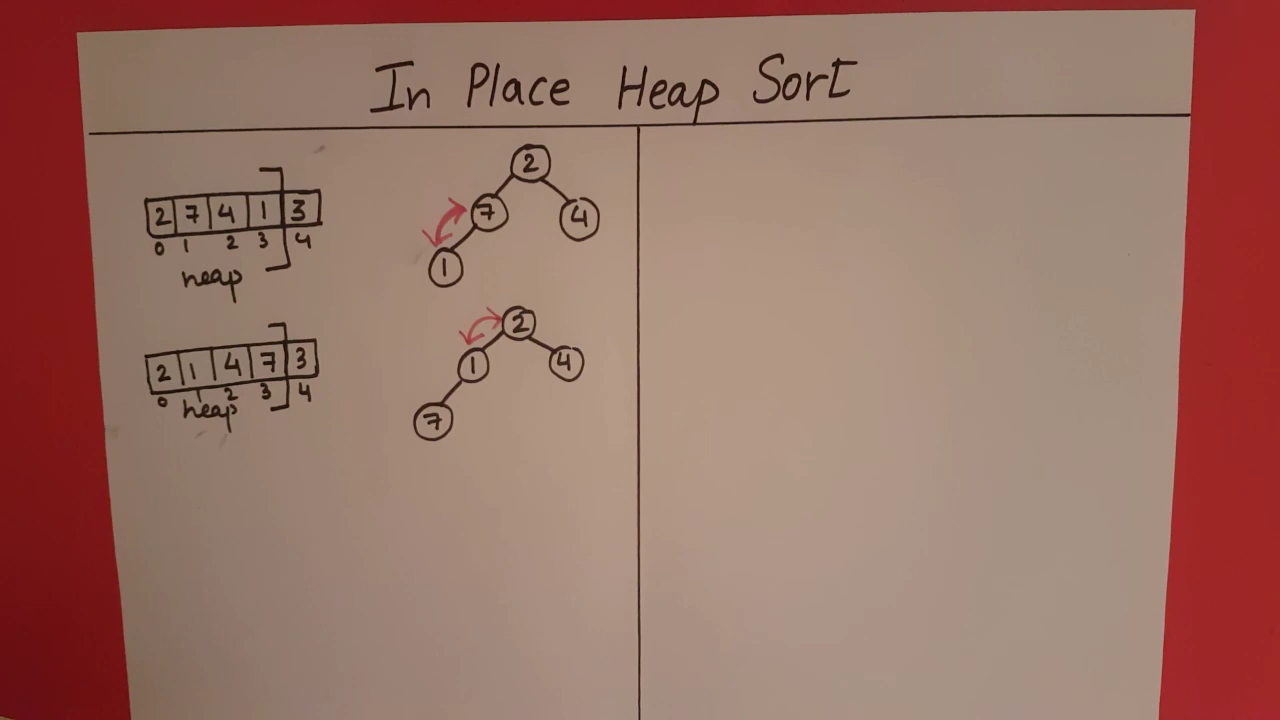 In Place Heap Sort
2 7 4 1 3
0 1 2 3 4
heap
2
7 4
1
2 1 4 7 3
0 1 2 3 4
heap
2
1 4
7